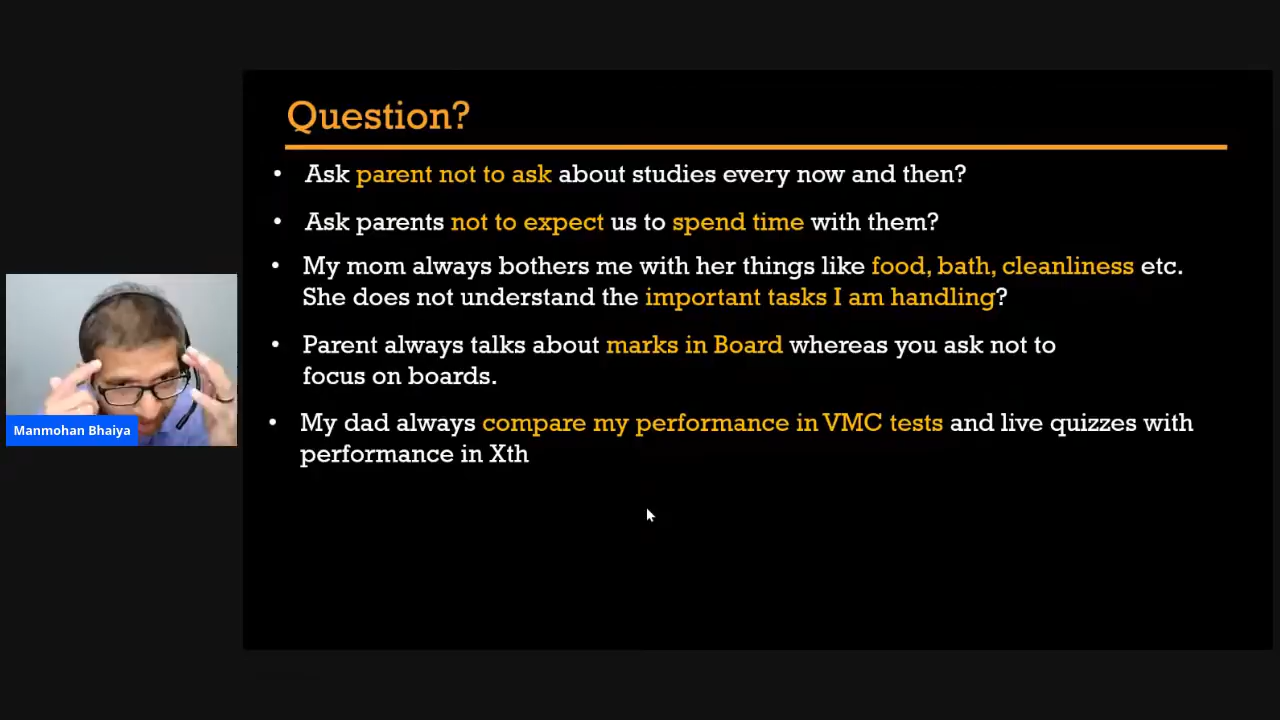 Question?
• Ask parent not to ask about studies every now and then?
• Ask parents not to expect us to spend time with them?
• My mom always bothers me with her things like food, bath, cleanliness etc.
She does not understand the important tasks I am handling?
• Parent always talks about marks in Board whereas you ask not to
focus on boards.
• My dad always compare my performance in VMC tests and live quizzes with
performance in Xth
Manmohan Bhaiya